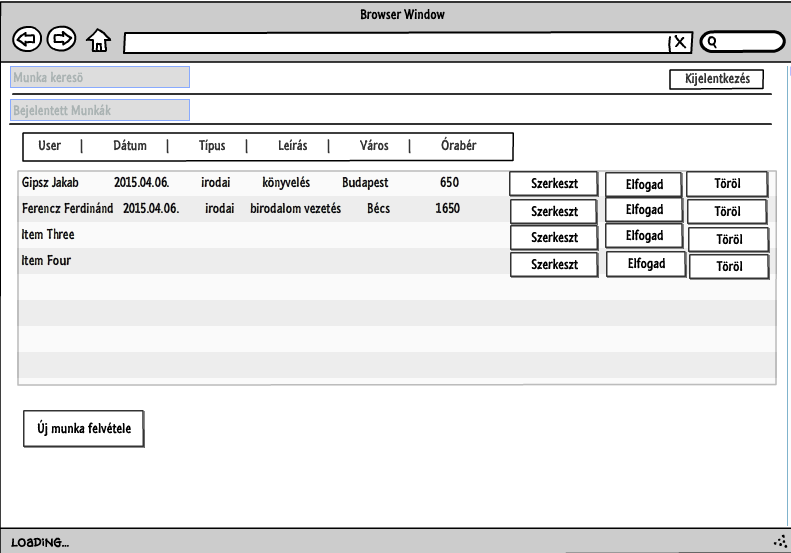 Browser Window
Munka kereső
Kijelentkezés
Bejelentett Munkák
User | Dátum | Típus | Leírás | Város | Órabér
Gipsz Jakab 2015.04.06. irodai könyvelés Budapest 650 Szerkeszt Elfogad Töröl
Ferencz Ferdinánd 2015.04.06. irodai birodalom vezetés Bécs 1650 Szerkeszt Elfogad Töröl
Item Three Szerkeszt Elfogad Töröl
Item Four Szerkeszt Elfogad Töröl
Új munka felvétele
LOADING...